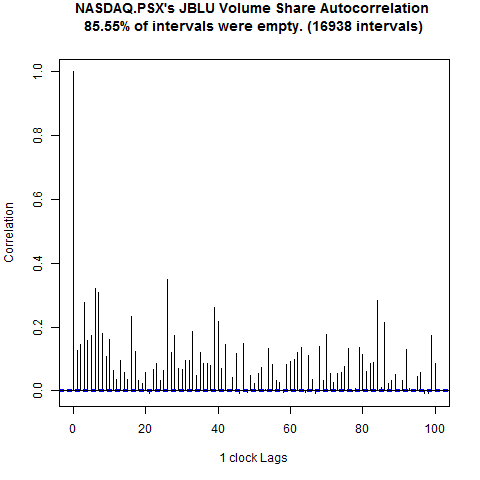 NASDAQ.PSX's JBLU Volume Share Autocorrelation
85.55% of intervals were empty. (16938 intervals)
Correlation
1.0
0.8
0.6
0.4
0.2
0.0
0 20 40 60 80 100
1 clock Lags